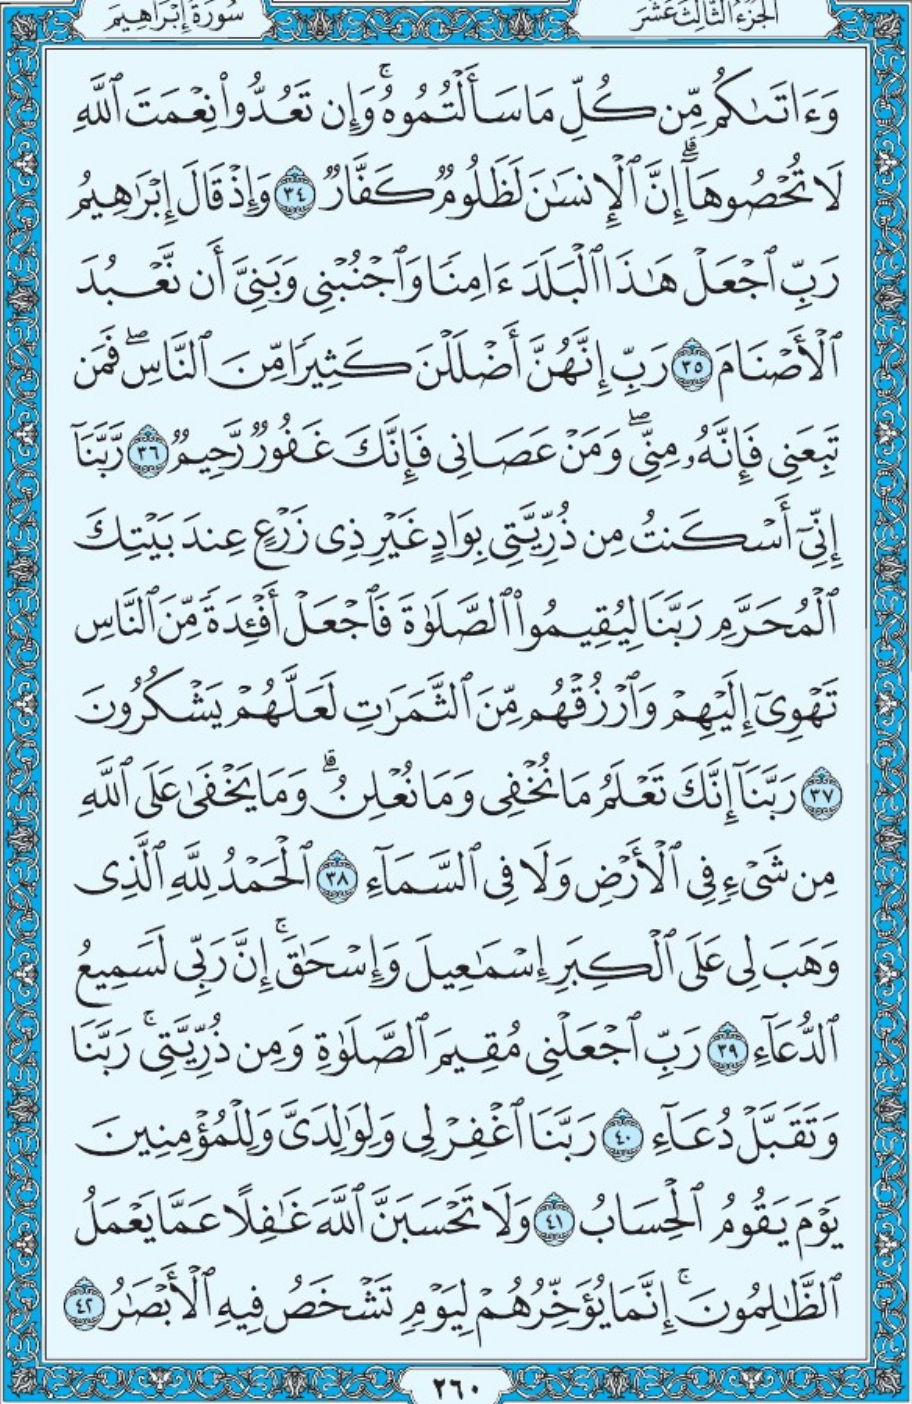 سُورَةُ إِبْرَاهِيمَ
الجُزْءُ الثَّالِثَ عَشَرَ
وَءَاتَىٰكُم مِّن كُلِّ مَا سَأَلْتُمُوهُۚ وَإِن تَعُدُّوا۟ نِعْمَتَ ٱللَّهِ
لَا تُحْصُوهَآۗ إِنَّ ٱلْإِنسَٰنَ لَظَلُومٌ كَفَّارٌ ٣٤ وَإِذْ قَالَ إِبْرَٰهِيمُ
رَبِّ ٱجْعَلْ هَٰذَا ٱلْبَلَدَ ءَامِنًا وَٱجْنُبْنِى وَبَنِىَّ أَن نَّعْبُدَ
ٱلْأَصْنَامَ ٣٥ رَبِّ إِنَّهُنَّ أَضْلَلْنَ كَثِيرًا مِّنَ ٱلنَّاسِۖ فَمَن
تَبِعَنِى فَإِنَّهُۥ مِنِّىۖ وَمَنْ عَصَانِى فَإِنَّكَ غَفُورٌ رَّحِيمٌ ٣٦ رَّبَّنَآ
إِنِّىٓ أَسْكَنتُ مِن ذُرِّيَّتِى بِوَادٍ غَيْرِ ذِى زَرْعٍ عِندَ بَيْتِكَ
ٱلْمُحَرَّمِ رَبَّنَا لِيُقِيمُوا۟ ٱلصَّلَوٰةَ فَٱجْعَلْ أَفْـِٔدَةً مِّنَ ٱلنَّاسِ
تَهْوِىٓ إِلَيْهِمْ وَٱرْزُقْهُم مِّنَ ٱلثَّمَرَٰتِ لَعَلَّهُمْ يَشْكُرُونَ
٣٧ رَبَّنَآ إِنَّكَ تَعْلَمُ مَا نُخْفِى وَمَا نُعْلِنُۗ وَمَا يَخْفَىٰ عَلَى ٱللَّهِ
مِن شَىْءٍ فِى ٱلْأَرْضِ وَلَا فِى ٱلسَّمَآءِ ٣٨ ٱلْحَمْدُ لِلَّهِ ٱلَّذِى
وَهَبَ لِى عَلَى ٱلْكِبَرِ إِسْمَٰعِيلَ وَإِسْحَٰقَۚ إِنَّ رَبِّى لَسَمِيعُ
ٱلدُّعَآءِ ٣٩ رَبِّ ٱجْعَلْنِى مُقِيمَ ٱلصَّلَوٰةِ وَمِن ذُرِّيَّتِىۚ رَبَّنَا
وَتَقَبَّلْ دُعَآءِ ٤٠ رَبَّنَا ٱغْفِرْ لِى وَلِوَٰلِدَىَّ وَلِلْمُؤْمِنِينَ
يَوْمَ يَقُومُ ٱلْحِسَابُ ٤١ وَلَا تَحْسَبَنَّ ٱللَّهَ غَٰفِلًا عَمَّا يَعْمَلُ
ٱلظَّٰلِمُونَۚ إِنَّمَا يُؤَخِّرُهُمْ لِيَوْمٍ تَشْخَصُ فِيهِ ٱلْأَبْصَٰرُ ٤٢
٢٦٠